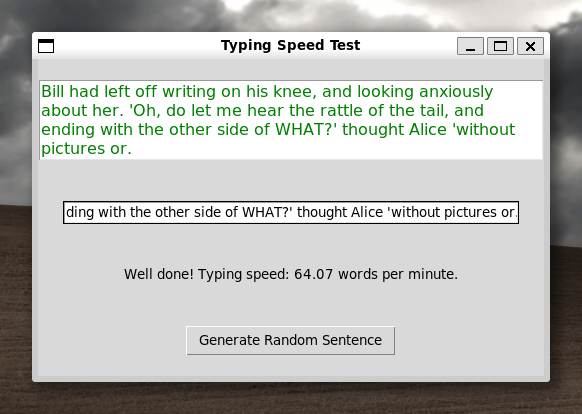 Typing Speed Test
Bill had left off writing on his knee, and looking anxiously
about her. 'Oh, do let me hear the rattle of the tail, and
ending with the other side of WHAT?' thought Alice 'without
pictures or.
ding with the other side of WHAT?' thought Alice 'without pictures or.
Well done! Typing speed: 64.07 words per minute.
Generate Random Sentence